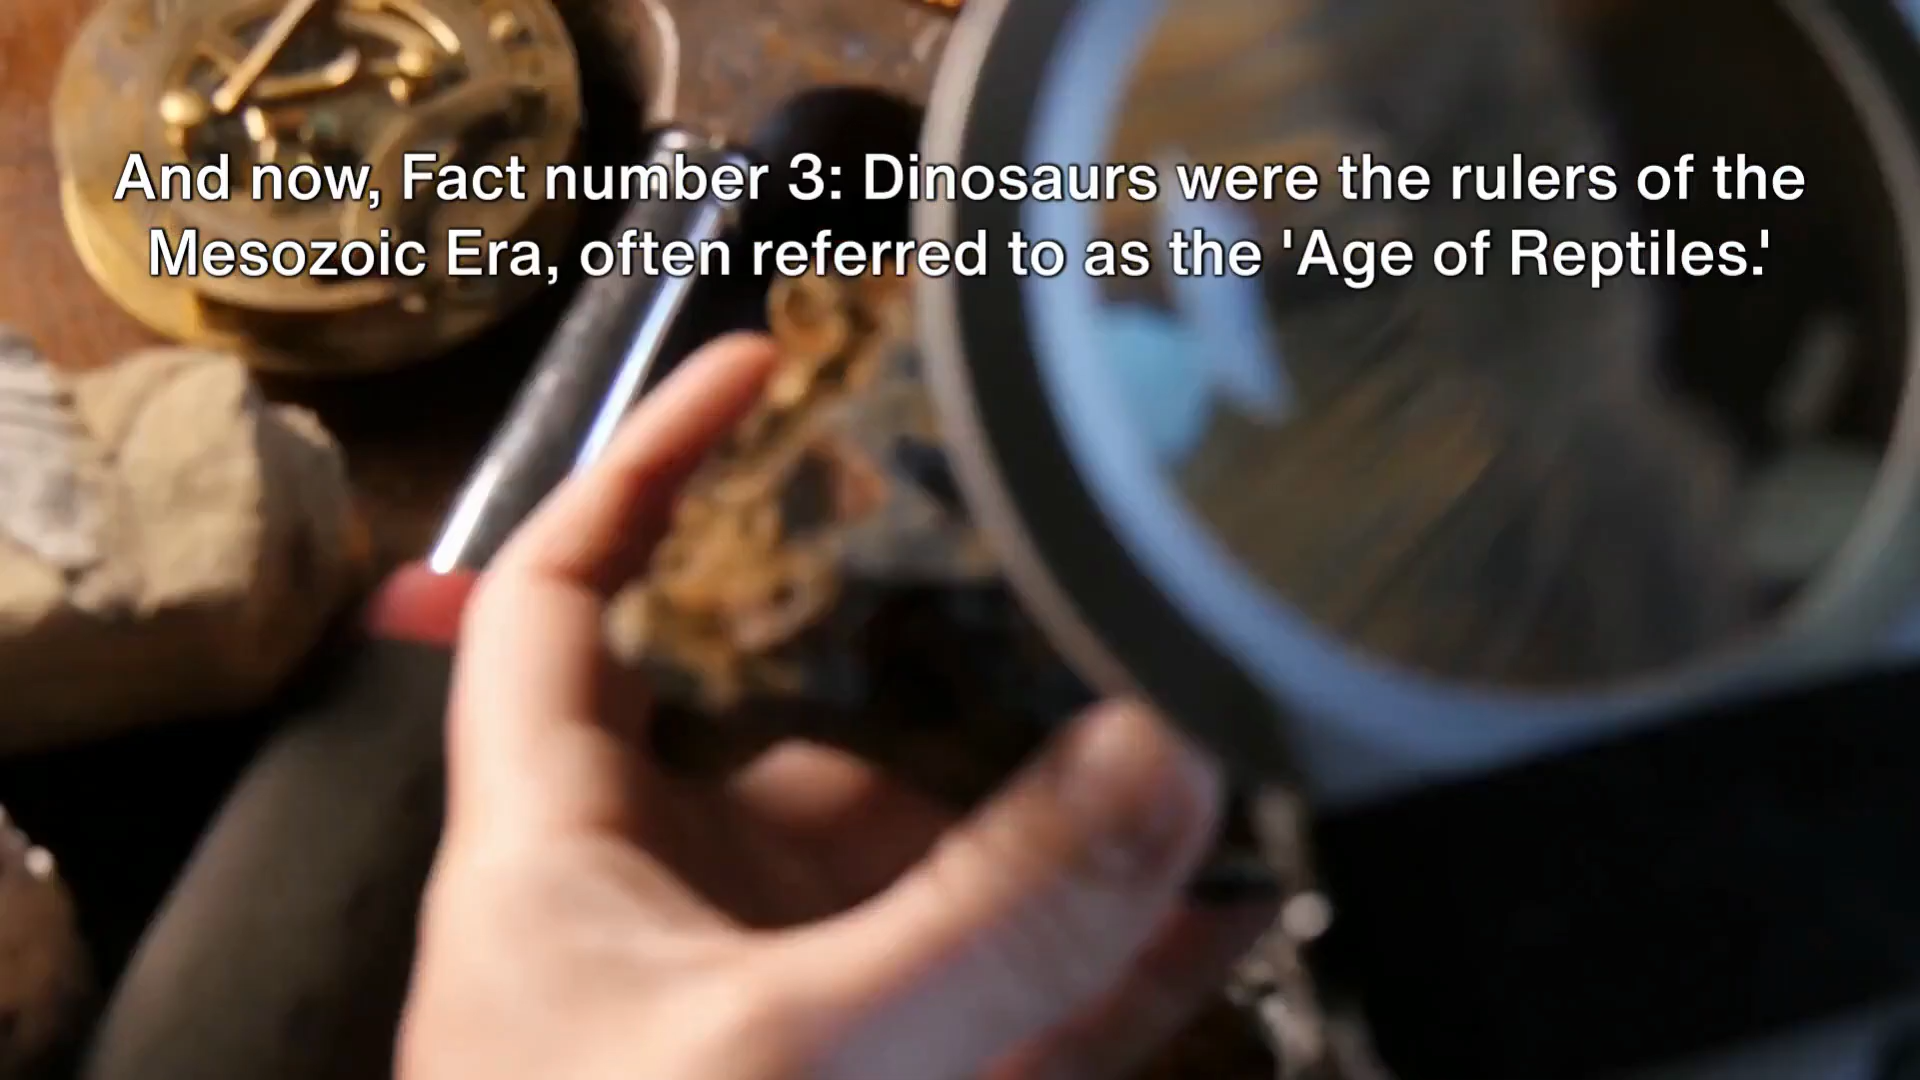 And now, Fact number 3: Dinosaurs were the rulers of the
Mesozoic Era, often referred to as the 'Age of Reptiles.'